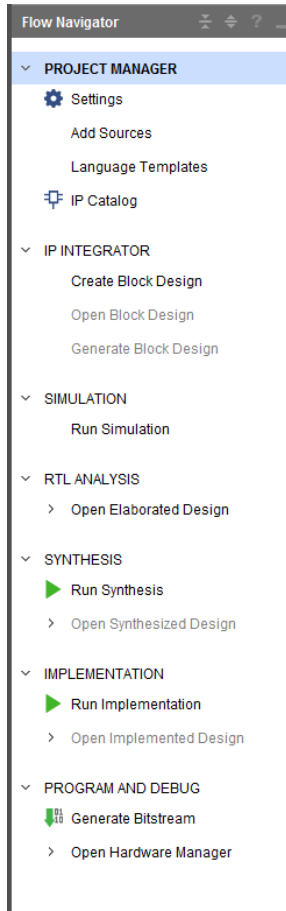 Flow Navigator
PROJECT MANAGER
Settings
Add Sources
Language Templates
IP Catalog
IP INTEGRATOR
Create Block Design
Open Block Design
Generate Block Design
SIMULATION
Run Simulation
RTL ANALYSIS
Open Elaborated Design
SYNTHESIS
Run Synthesis
Open Synthesized Design
IMPLEMENTATION
Run Implementation
Open Implemented Design
PROGRAM AND DEBUG
Generate Bitstream
Open Hardware Manager